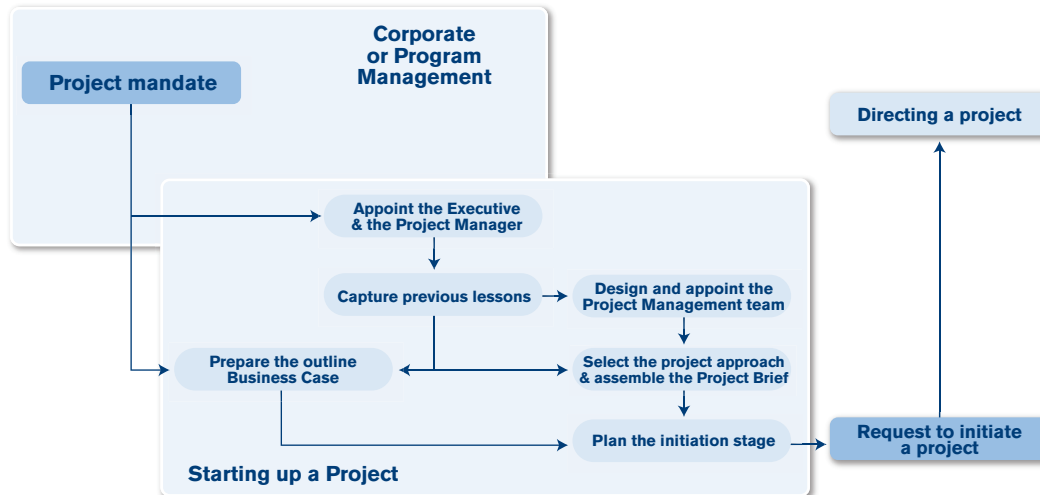 Corporate
or Program
Management
Project mandate
Directing a project
Appoint the Executive
& the Project Manager
Capture previous lessons
Design and appoint the
Project Management team
Prepare the outline
Business Case
Select the project approach
& assemble the Project Brief
Plan the initiation stage
Request to initiate
a project
Starting up a Project